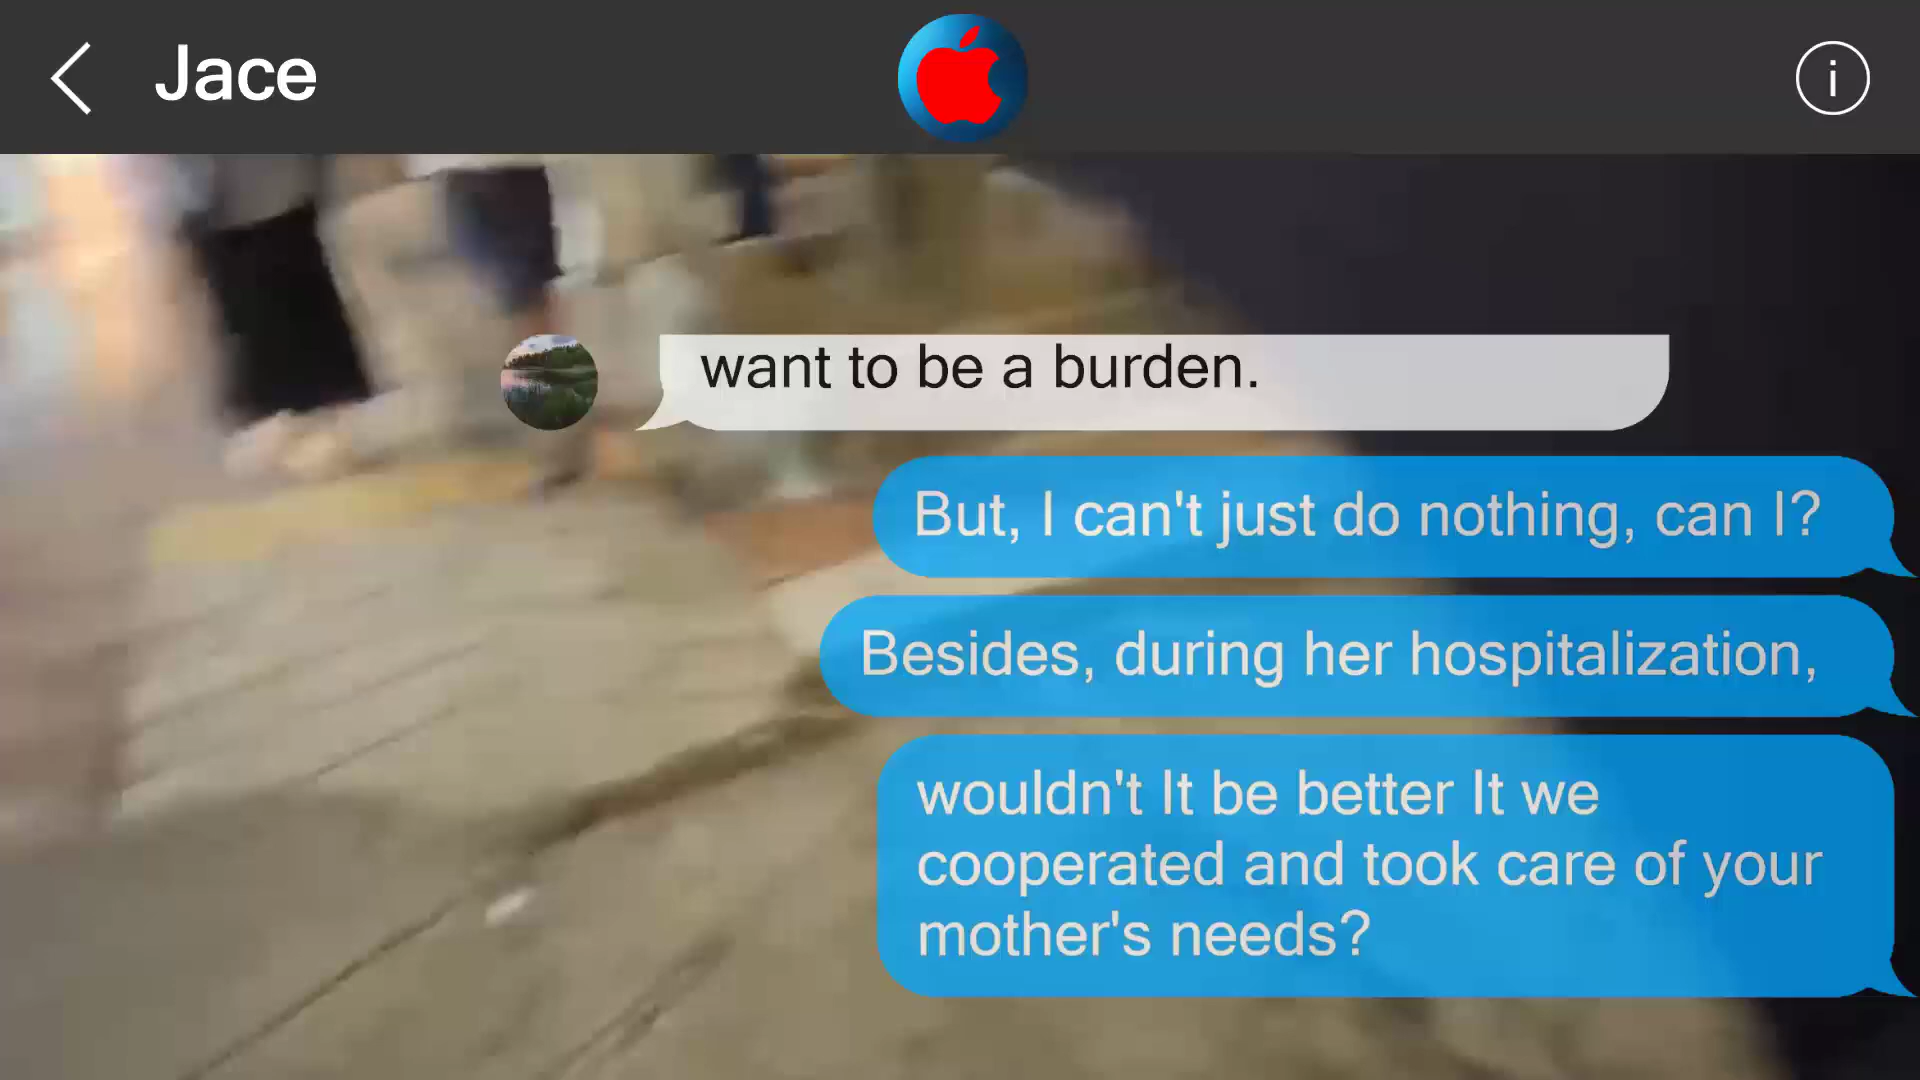 Jace
i
want to be a burden.
But, I can't just do nothing, can I?
Besides, during her hospitalization,
wouldn't It be better It we
cooperated and took care of your
mother's needs?